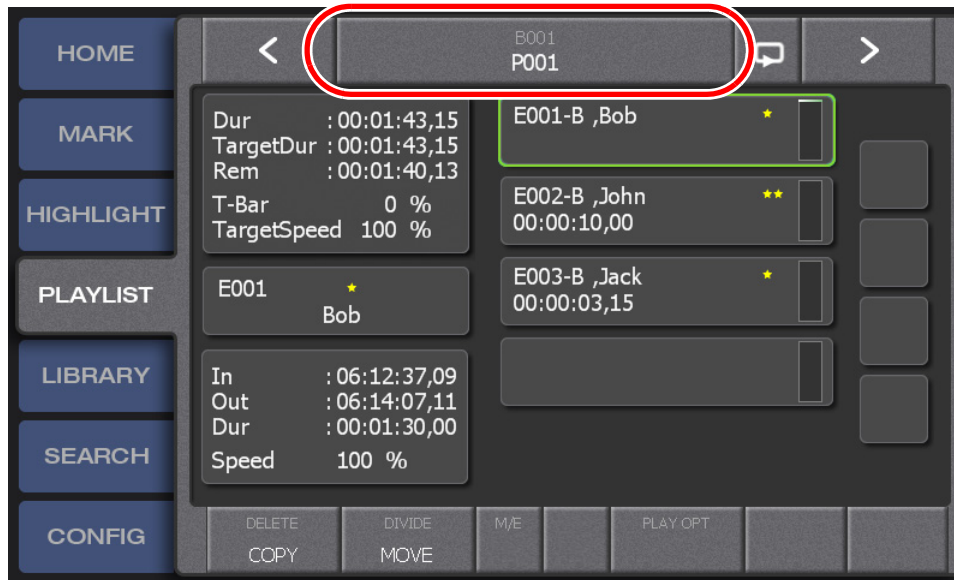 HOME
MARK
HIGHLIGHT
PLAYLIST
LIBRARY
SEARCH
CONFIG
<
B001
P001
>
Dur : 00:01:43,15
TargetDur : 00:01:43,15
Rem : 00:01:40,13
T-Bar 0 %
TargetSpeed 100 %
E001
Bob
In : 06:12:37,09
Out : 06:14:07,11
Dur : 00:01:30,00
Speed 100 %
E001-B ,Bob
E002-B ,John
00:00:10,00
E003-B ,Jack
00:00:03,15
DELETE
COPY
DIVIDE
MOVE
M/E
PLAY OPT